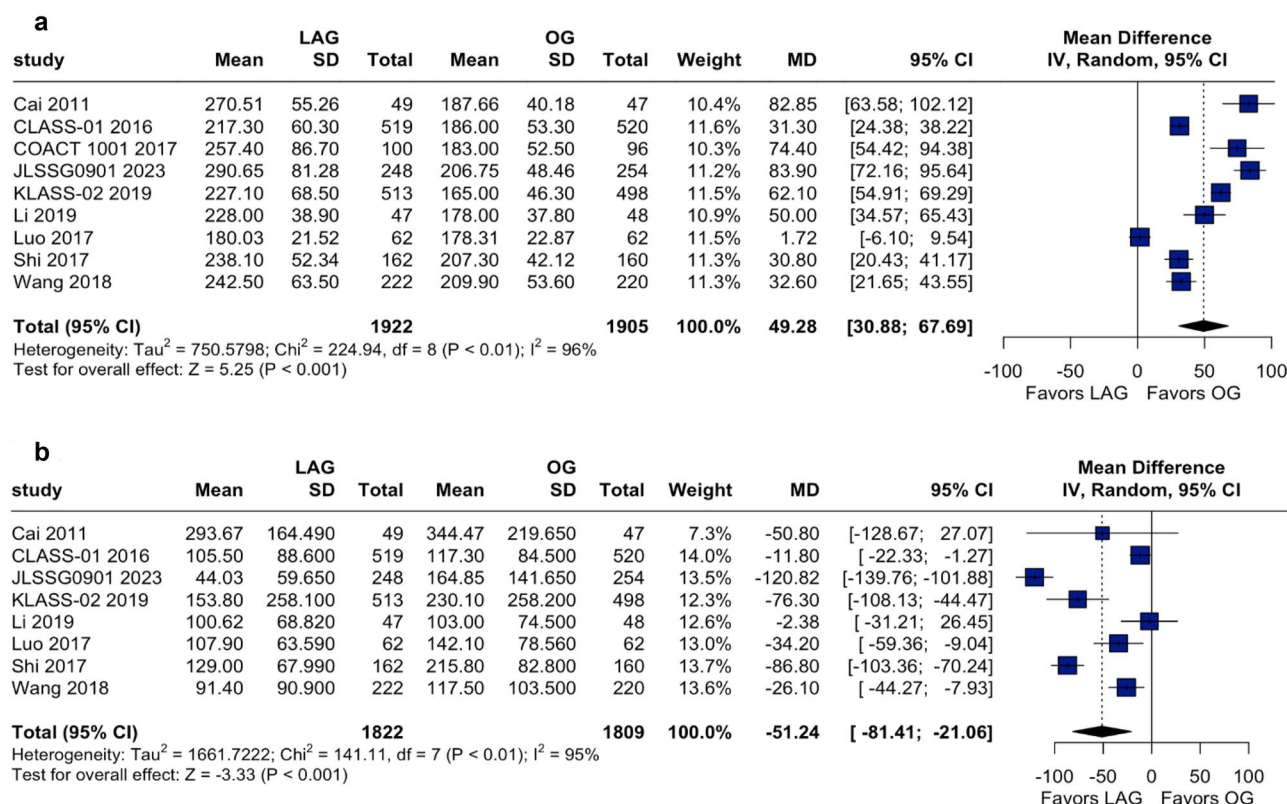 a
LAG OG Mean Difference
study Mean SD Total Mean SD Total Weight MD 95% CI IV, Random, 95% CI
Cai 2011 270.51 55.26 49 187.66 40.18 47 10.4% 82.85 [63.58; 102.12]
CLASS-01 2016 217.30 60.30 519 186.00 53.30 520 11.6% 31.30 [24.38; 38.22]
COACT 1001 2017 257.40 86.70 100 183.00 52.50 96 10.3% 74.40 [54.42; 94.38]
JLSSG0901 2023 290.65 81.28 248 206.75 48.46 254 11.2% 83.90 [72.16; 95.64]
KLASS-02 2019 227.10 68.50 513 165.00 46.30 498 11.5% 62.10 [54.91; 69.29]
Li 2019 228.00 38.90 47 178.00 37.80 48 10.9% 50.00 [34.57; 65.43]
Luo 2017 180.03 21.52 62 178.31 22.87 62 11.5% 1.72 [-6.10; 9.54]
Shi 2017 238.10 52.34 162 207.30 42.12 160 11.3% 30.80 [20.43; 41.17]
Wang 2018 242.50 63.50 222 209.90 53.60 220 11.3% 32.60 [21.65; 43.55]
Total (95% CI) 1922 1905 100.0% 49.28 [30.88; 67.69]
Heterogeneity: Tau² = 750.5798; Chi² = 224.94, df = 8 (P < 0.01); I² = 96%
Test for overall effect: Z = 5.25 (P < 0.001)
-100 -50 0 50 100
Favors LAG Favors OG
b
LAG OG Mean Difference
study Mean SD Total Mean SD Total Weight MD 95% CI IV, Random, 95% CI
Cai 2011 293.67 164.490 49 344.47 219.650 47 7.3% -50.80 [-128.67; 27.07]
CLASS-01 2016 105.50 88.600 519 117.30 84.500 520 14.0% -11.80 [ -22.33; -1.27]
JLSSG0901 2023 44.03 59.650 248 164.85 141.650 254 13.5% -120.82 [-139.76; -101.88]
KLASS-02 2019 153.80 258.100 513 230.10 258.200 498 12.3% -76.30 [-108.13; -44.47]
Li 2019 100.62 68.820 47 103.00 74.500 48 12.6% -2.38 [ -31.21; 26.45]
Luo 2017 107.90 63.590 62 142.10 78.560 62 13.0% -34.20 [ -59.36; -9.04]
Shi 2017 129.00 67.990 162 215.80 82.800 160 13.7% -86.80 [-103.36; -70.24]
Wang 2018 91.40 90.900 222 117.50 103.500 220 13.6% -26.10 [ -44.27; -7.93]
Total (95% CI) 1822 1809 100.0% -51.24 [ -81.41; -21.06]
Heterogeneity: Tau² = 1661.7222; Chi² = 141.11, df = 7 (P < 0.01); I² = 95%
Test for overall effect: Z = -3.33 (P < 0.001)
-100 -50 0 50 100
Favors LAG Favors OG